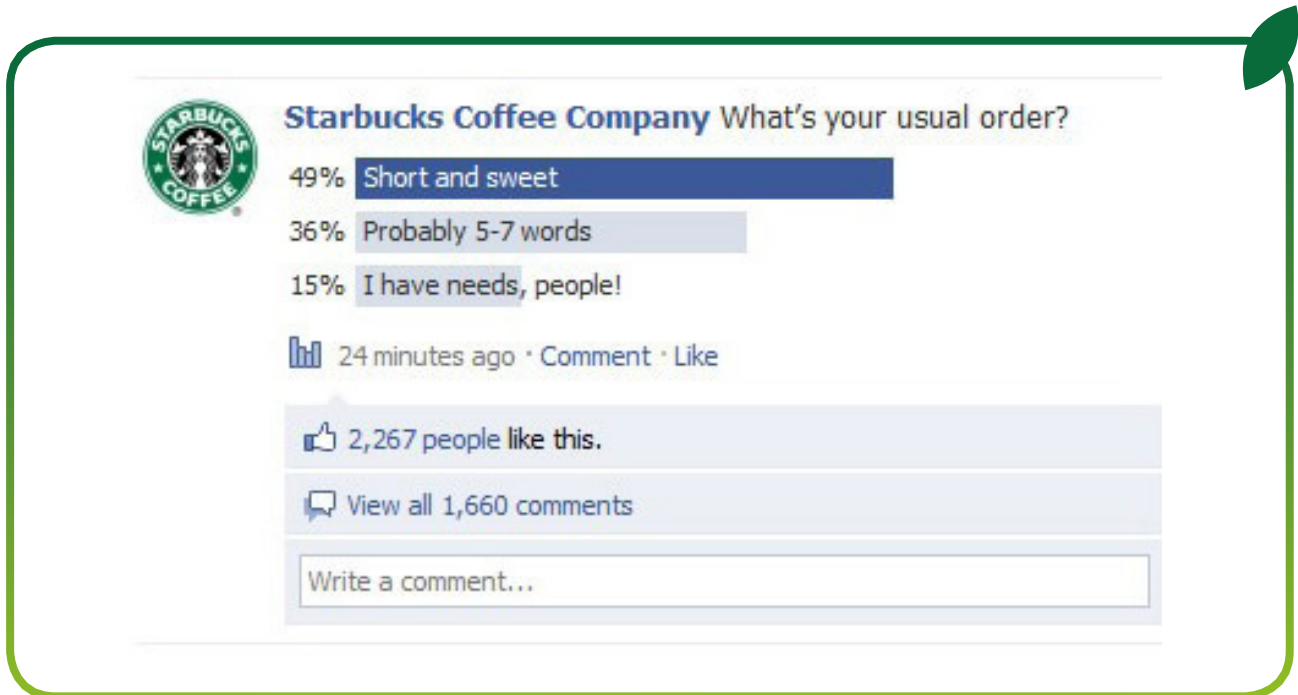 STARBUCKS COFFEE
Starbucks Coffee Company What's your usual order?
49% Short and sweet
36% Probably 5-7 words
15% I have needs, people!
24 minutes ago · Comment · Like
2,267 people like this.
View all 1,660 comments
Write a comment...